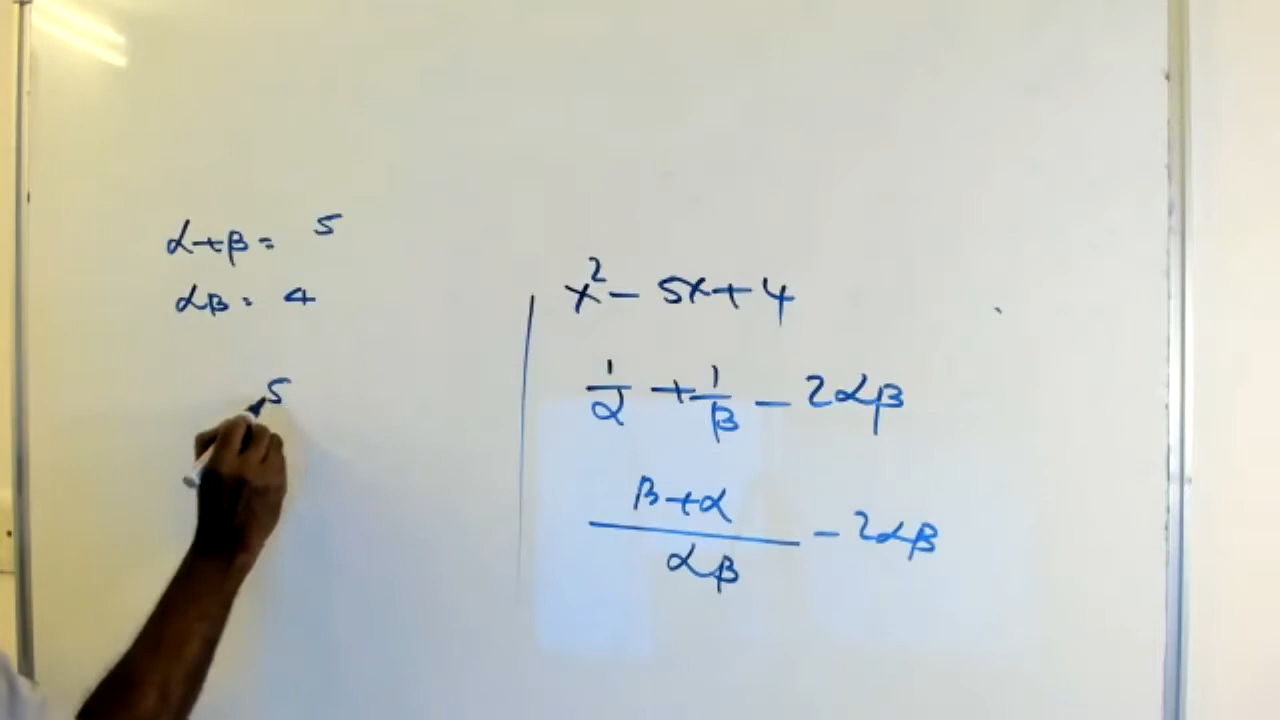 α+β = 5
αβ = 4
5
x² - 5x + 4
1/α + 1/β - 2αβ
β+α/αβ - 2αβ